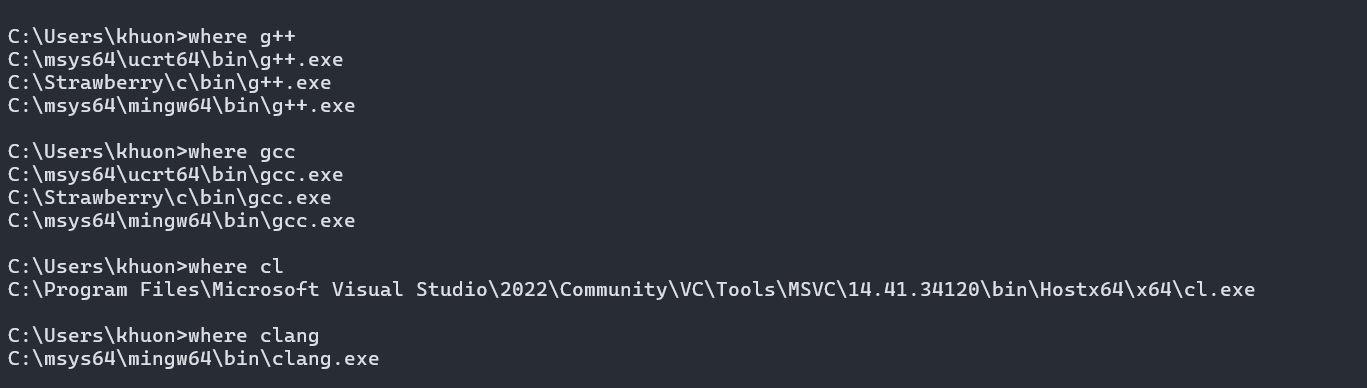 C:\Users\khuon>where g++
C:\msys64\ucrt64\bin\g++.exe
C:\Strawberry\c\bin\g++.exe
C:\msys64\mingw64\bin\g++.exe
C:\Users\khuon>where gcc
C:\msys64\ucrt64\bin\gcc.exe
C:\Strawberry\c\bin\gcc.exe
C:\msys64\mingw64\bin\gcc.exe
C:\Users\khuon>where cl
C:\Program Files\Microsoft Visual Studio\2022\Community\VC\Tools\MSVC\14.41.34120\bin\Hostx64\x64\cl.exe
C:\Users\khuon>where clang
C:\msys64\mingw64\bin\clang.exe